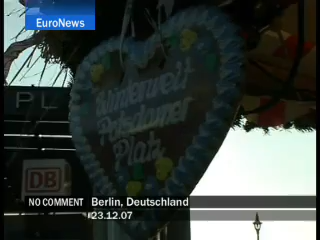 EuroNews
PL
Winterwelt
Potsdamer
Platz
DB
NO COMMENT
Berlin, Deutschland
23.12.07